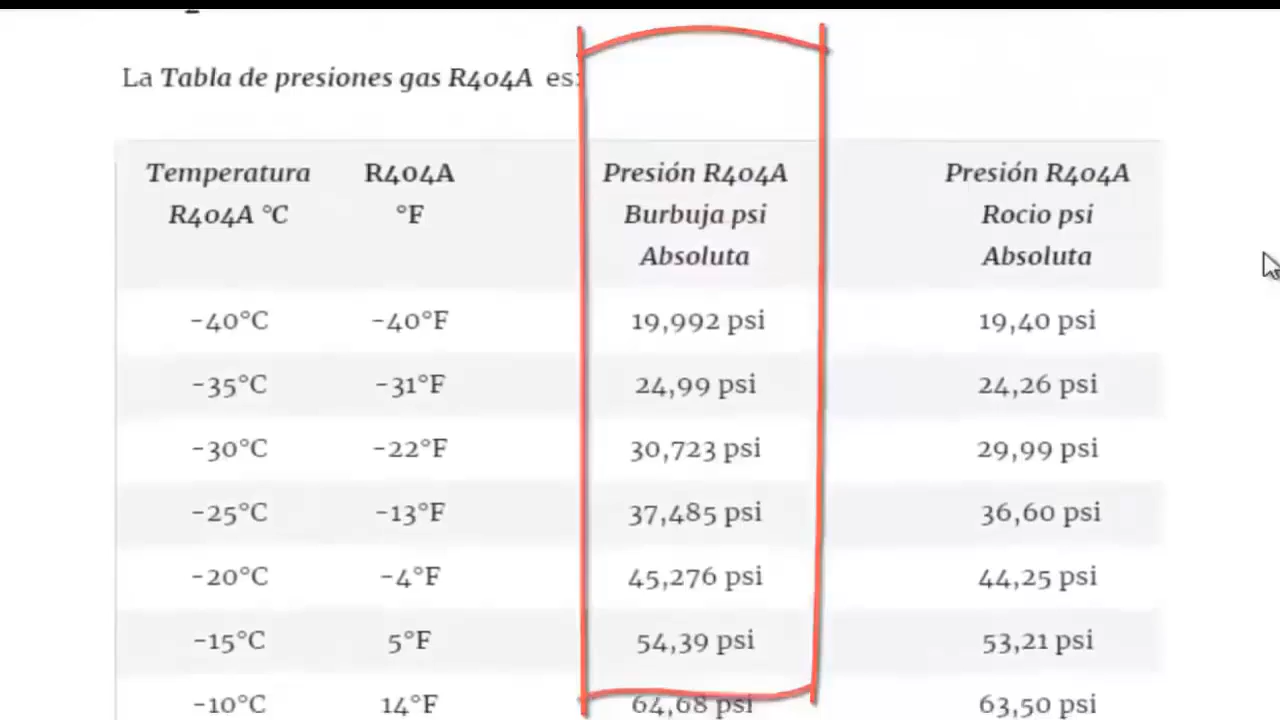 La Tabla de presiones gas R404A es:
Temperatura R404A °C R404A °F Presión R404A Burbuja psi Absoluta Presión R404A Rocio psi Absoluta
-40°C -40°F 19,992 psi 19,40 psi
-35°C -31°F 24,99 psi 24,26 psi
-30°C -22°F 30,723 psi 29,99 psi
-25°C -13°F 37,485 psi 36,60 psi
-20°C -4°F 45,276 psi 44,25 psi
-15°C 5°F 54,39 psi 53,21 psi
-10°C 14°F 64,68 psi 63,50 psi